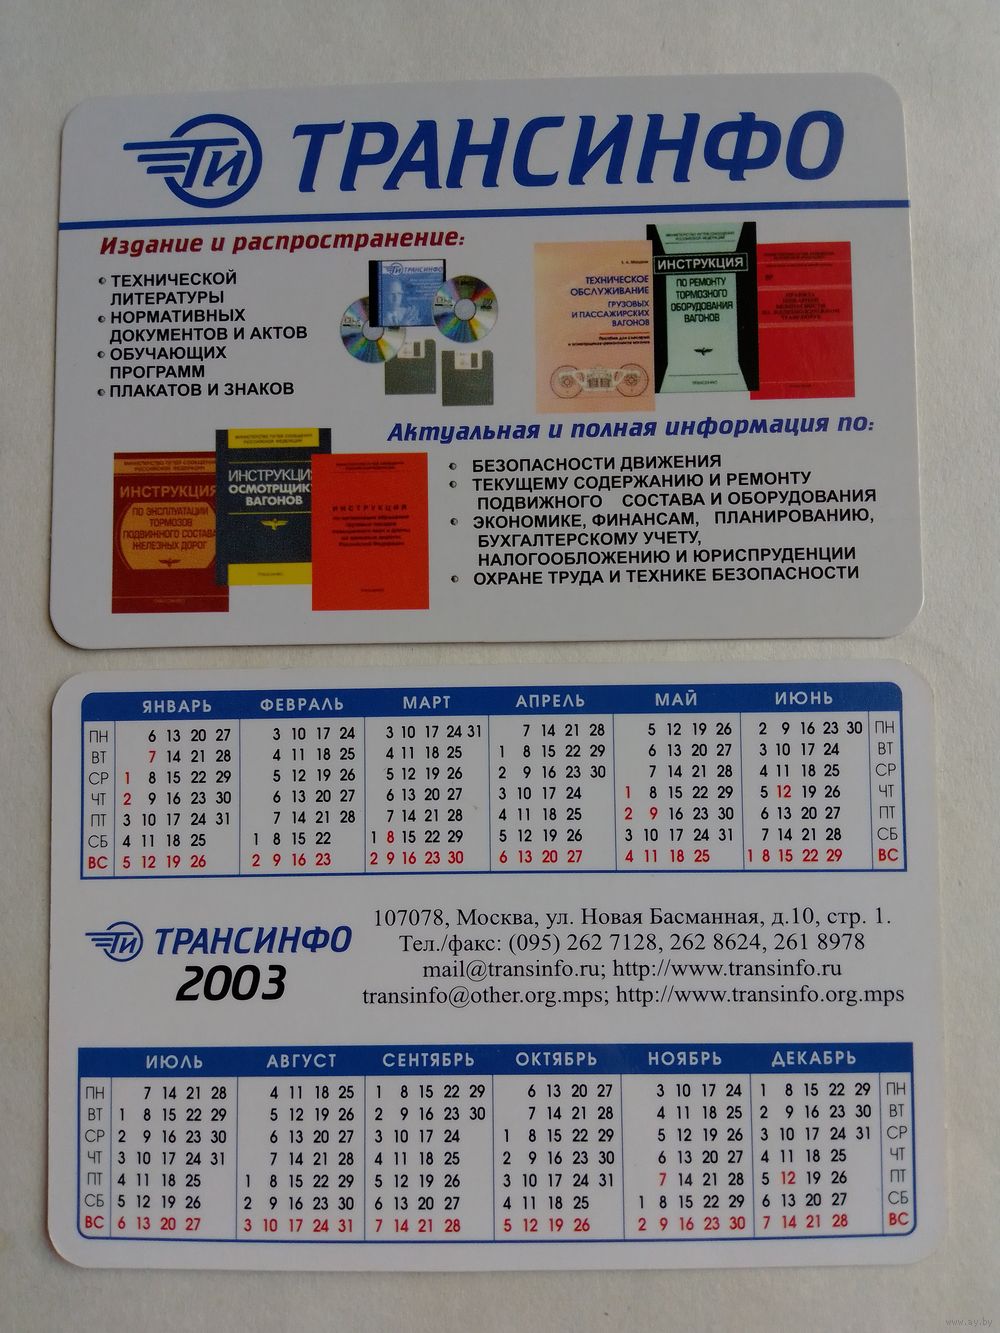 ТИ ТРАНСИНФО
Издание и распространение:
ТЕХНИЧЕСКОЙ
ЛИТЕРАТУРЫ
НОРМАТИВНЫХ
ДОКУМЕНТОВ И АКТОВ
ОБУЧАЮЩИХ
ПРОГРАММ
ПЛАКАТОВ И ЗНАКОВ
ТИ ТРАНСИНФО
ТЕХНИЧЕСКОЕ
ОБСЛУЖИВАНИЕ
ГРУЗОВЫХ
И ПАССАЖИРСКИХ
ВАГОНОВ
МИНИСТЕРСТВО ПУТЕЙ СООБЩЕНИЯ
РОССИЙСКОЙ ФЕДЕРАЦИИ
ИНСТРУКЦИЯ
ПО РЕМОНТУ
ТОРМОЗНОГО
ОБОРУДОВАНИЯ
ВАГОНОВ
Актуальная и полная информация по:
БЕЗОПАСНОСТИ ДВИЖЕНИЯ
ТЕКУЩЕМУ СОДЕРЖАНИЮ И РЕМОНТУ
ПОДВИЖНОГО СОСТАВА И ОБОРУДОВАНИЯ
ЭКОНОМИКЕ, ФИНАНСАМ, ПЛАНИРОВАНИЮ,
БУХГАЛТЕРСКОМУ УЧЕТУ,
НАЛОГООБЛОЖЕНИЮ И ЮРИСПРУДЕНЦИИ
ОХРАНЕ ТРУДА И ТЕХНИКЕ БЕЗОПАСНОСТИ
МИНИСТЕРСТВО ПУТЕЙ СООБЩЕНИЯ
РОССИЙСКОЙ ФЕДЕРАЦИИ
ИНСТРУКЦИЯ
ПО ЭКСПЛУАТАЦИИ
ТОРМОЗОВ
ПОДВИЖНОГО СОСТАВА
ЖЕЛЕЗНЫХ ДОРОГ
МИНИСТЕРСТВО ПУТЕЙ СООБЩЕНИЯ
РОССИЙСКОЙ ФЕДЕРАЦИИ
ИНСТРУКЦИ
ОСМОТРЩИК
ВАГОНОВ
ИНСТРУКЦИЯ
ЯНВАРЬ ФЕВРАЛЬ МАРТ АПРЕЛЬ МАЙ ИЮНЬ
ПН 6 13 20 27 3 10 17 24 3 10 17 24 31 7 14 21 28 5 12 19 26 2 9 16 23 30 ПН
ВТ 7 14 21 28 4 11 18 25 4 11 18 25 1 8 15 22 29 6 13 20 27 3 10 17 24 ВТ
СР 1 8 15 22 29 5 12 19 26 5 12 19 26 2 9 16 23 30 7 14 21 28 4 11 18 25 СР
ЧТ 2 9 16 23 30 6 13 20 27 6 13 20 27 3 10 17 24 1 8 15 22 29 5 12 19 26 ЧТ
ПТ 3 10 17 24 31 7 14 21 28 7 14 21 28 4 11 18 25 2 9 16 23 30 6 13 20 27 ПТ
СБ 4 11 18 25 1 8 15 22 1 8 15 22 29 5 12 19 26 3 10 17 24 31 7 14 21 28 СБ
ВС 5 12 19 26 2 9 16 23 2 9 16 23 30 6 13 20 27 4 11 18 25 1 8 15 22 29 ВС
ТИ ТРАНСИНФО
2003
107078, Москва, ул. Новая Басманная, д.10, стр. 1.
Тел./факс: (095) 262 7128, 262 8624, 261 8978
mail@transinfo.ru; http://www.transinfo.ru
transinfo@other.org.mps; http://www.transinfo.org.mps
ИЮЛЬ АВГУСТ СЕНТЯБРЬ ОКТЯБРЬ НОЯБРЬ ДЕКАБРЬ
ПН 7 14 21 28 4 11 18 25 1 8 15 22 29 6 13 20 27 3 10 17 24 1 8 15 22 29 ПН
ВТ 1 8 15 22 29 5 12 19 26 2 9 16 23 30 7 14 21 28 4 11 18 25 2 9 16 23 30 ВТ
СР 2 9 16 23 30 6 13 20 27 3 10 17 24 1 8 15 22 29 5 12 19 26 3 10 17 24 31 СР
ЧТ 3 10 17 24 31 7 14 21 28 4 11 18 25 2 9 16 23 30 6 13 20 27 4 11 18 25 ЧТ
ПТ 4 11 18 25 1 8 15 22 29 5 12 19 26 3 10 17 24 31 7 14 21 28 5 12 19 26 ПТ
СБ 5 12 19 26 2 9 16 23 30 6 13 20 27 4 11 18 25 1 8 15 22 29 6 13 20 27 СБ
ВС 6 13 20 27 3 10 17 24 31 7 14 21 28 5 12 19 26 2 9 16 23 30 7 14 21 28 ВС
www.ay.by